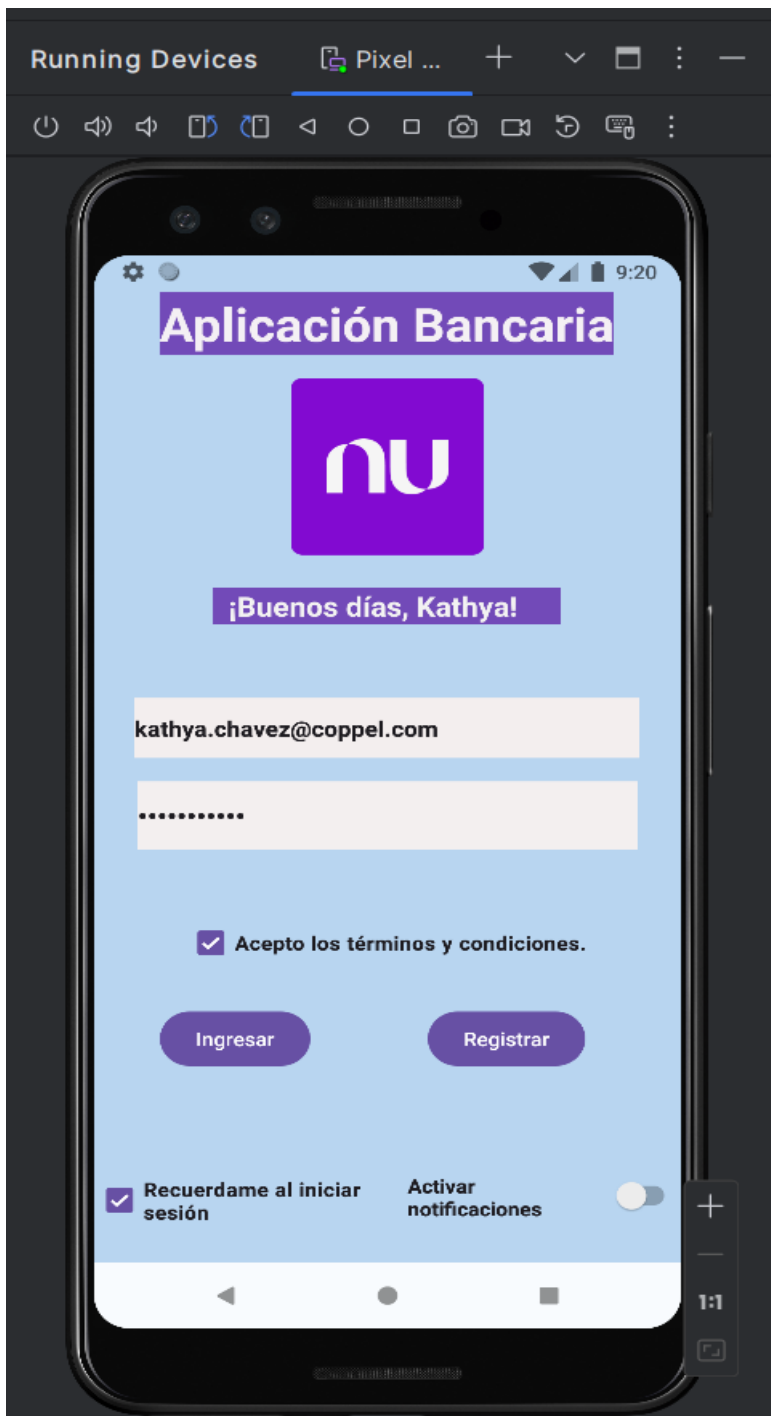 Running Devices
Pixel ...
9:20
Aplicación Bancaria
nu
¡Buenos días, Kathya!
kathya.chavez@coppel.com
•••••••••••
Acepto los términos y condiciones.
Ingresar
Registrar
Recuerdame al iniciar
sesión
Activar
notificaciones
1:1